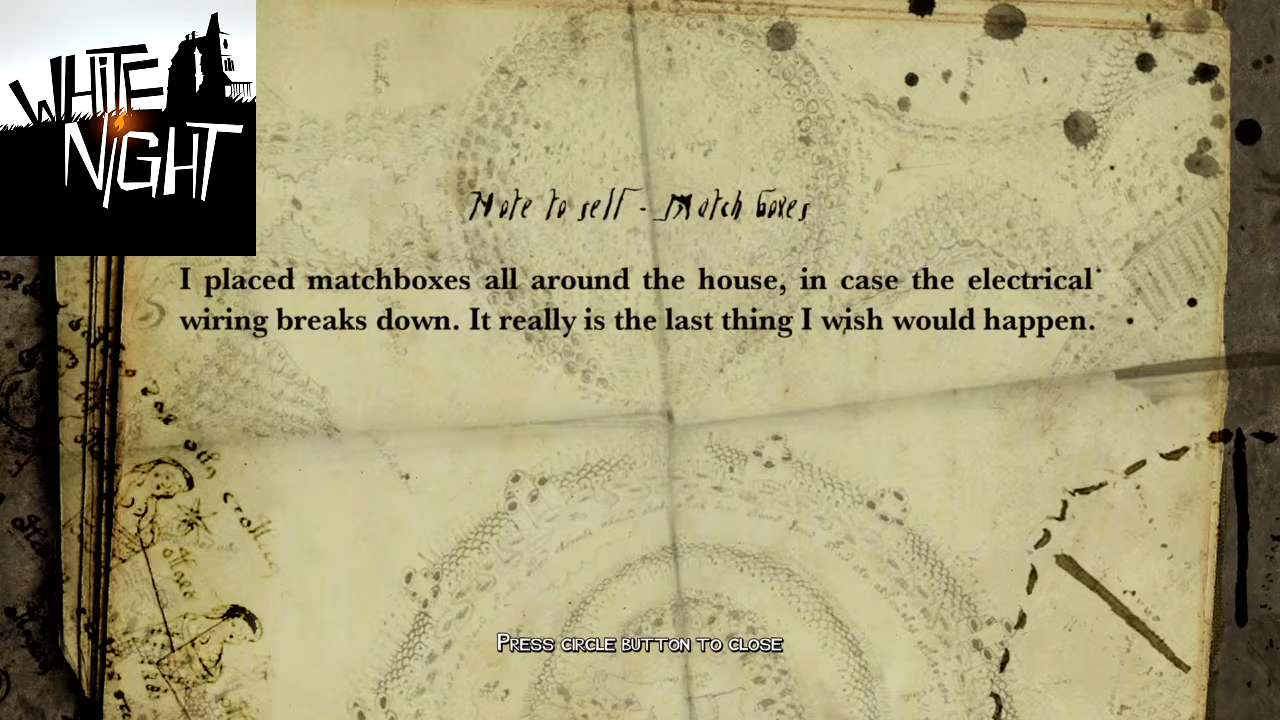 WHITE
NIGHT
Note to self - Match boxes
I placed matchboxes all around the house, in case the electrical
wiring breaks down. It really is the last thing I wish would happen.
PRESS CIRCLE BUTTON TO CLOSE